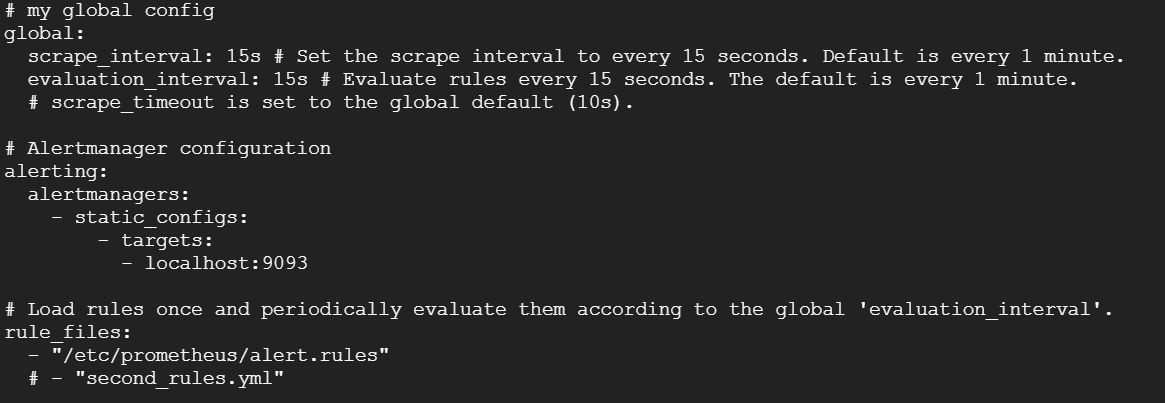 # my global config
global:
  scrape_interval: 15s # Set the scrape interval to every 15 seconds. Default is every 1 minute.
  evaluation_interval: 15s # Evaluate rules every 15 seconds. The default is every 1 minute.
  # scrape_timeout is set to the global default (10s).

# Alertmanager configuration
alerting:
  alertmanagers:
    - static_configs:
        - targets:
          - localhost:9093

# Load rules once and periodically evaluate them according to the global 'evaluation_interval'.
rule_files:
  - "/etc/prometheus/alert.rules"
  # - "second_rules.yml"